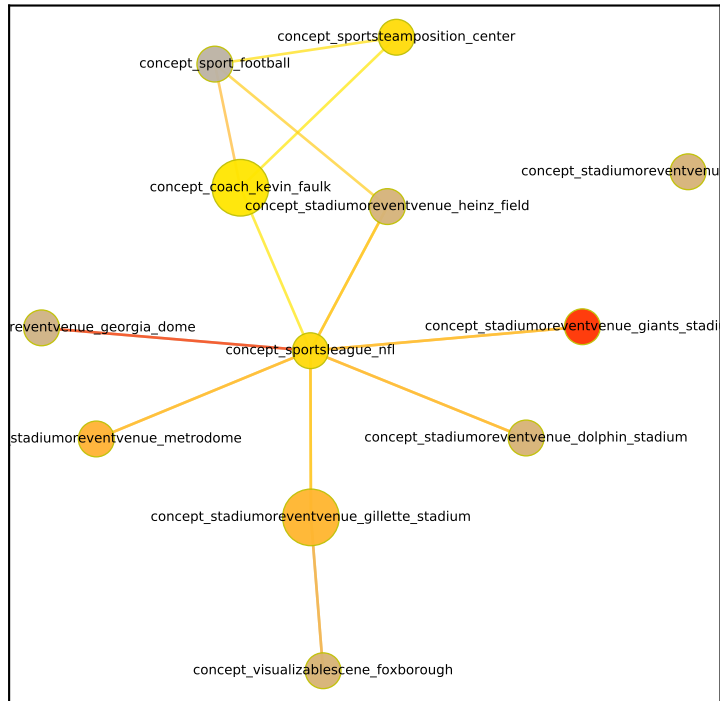 concept_sportsteamposition_center
concept_sport_football
concept_stadiumoreventvenu
concept_coach_kevin_faulk
concept_stadiumoreventvenue_heinz_field
reventvenue_georgia_dome
concept_stadiumoreventvenue_giants_stadi
concept_sportsleague_nfl
stadiumoreventvenue_metrodome
concept_stadiumoreventvenue_dolphin_stadium
concept_stadiumoreventvenue_gillette_stadium
concept_visualizablescene_foxborough